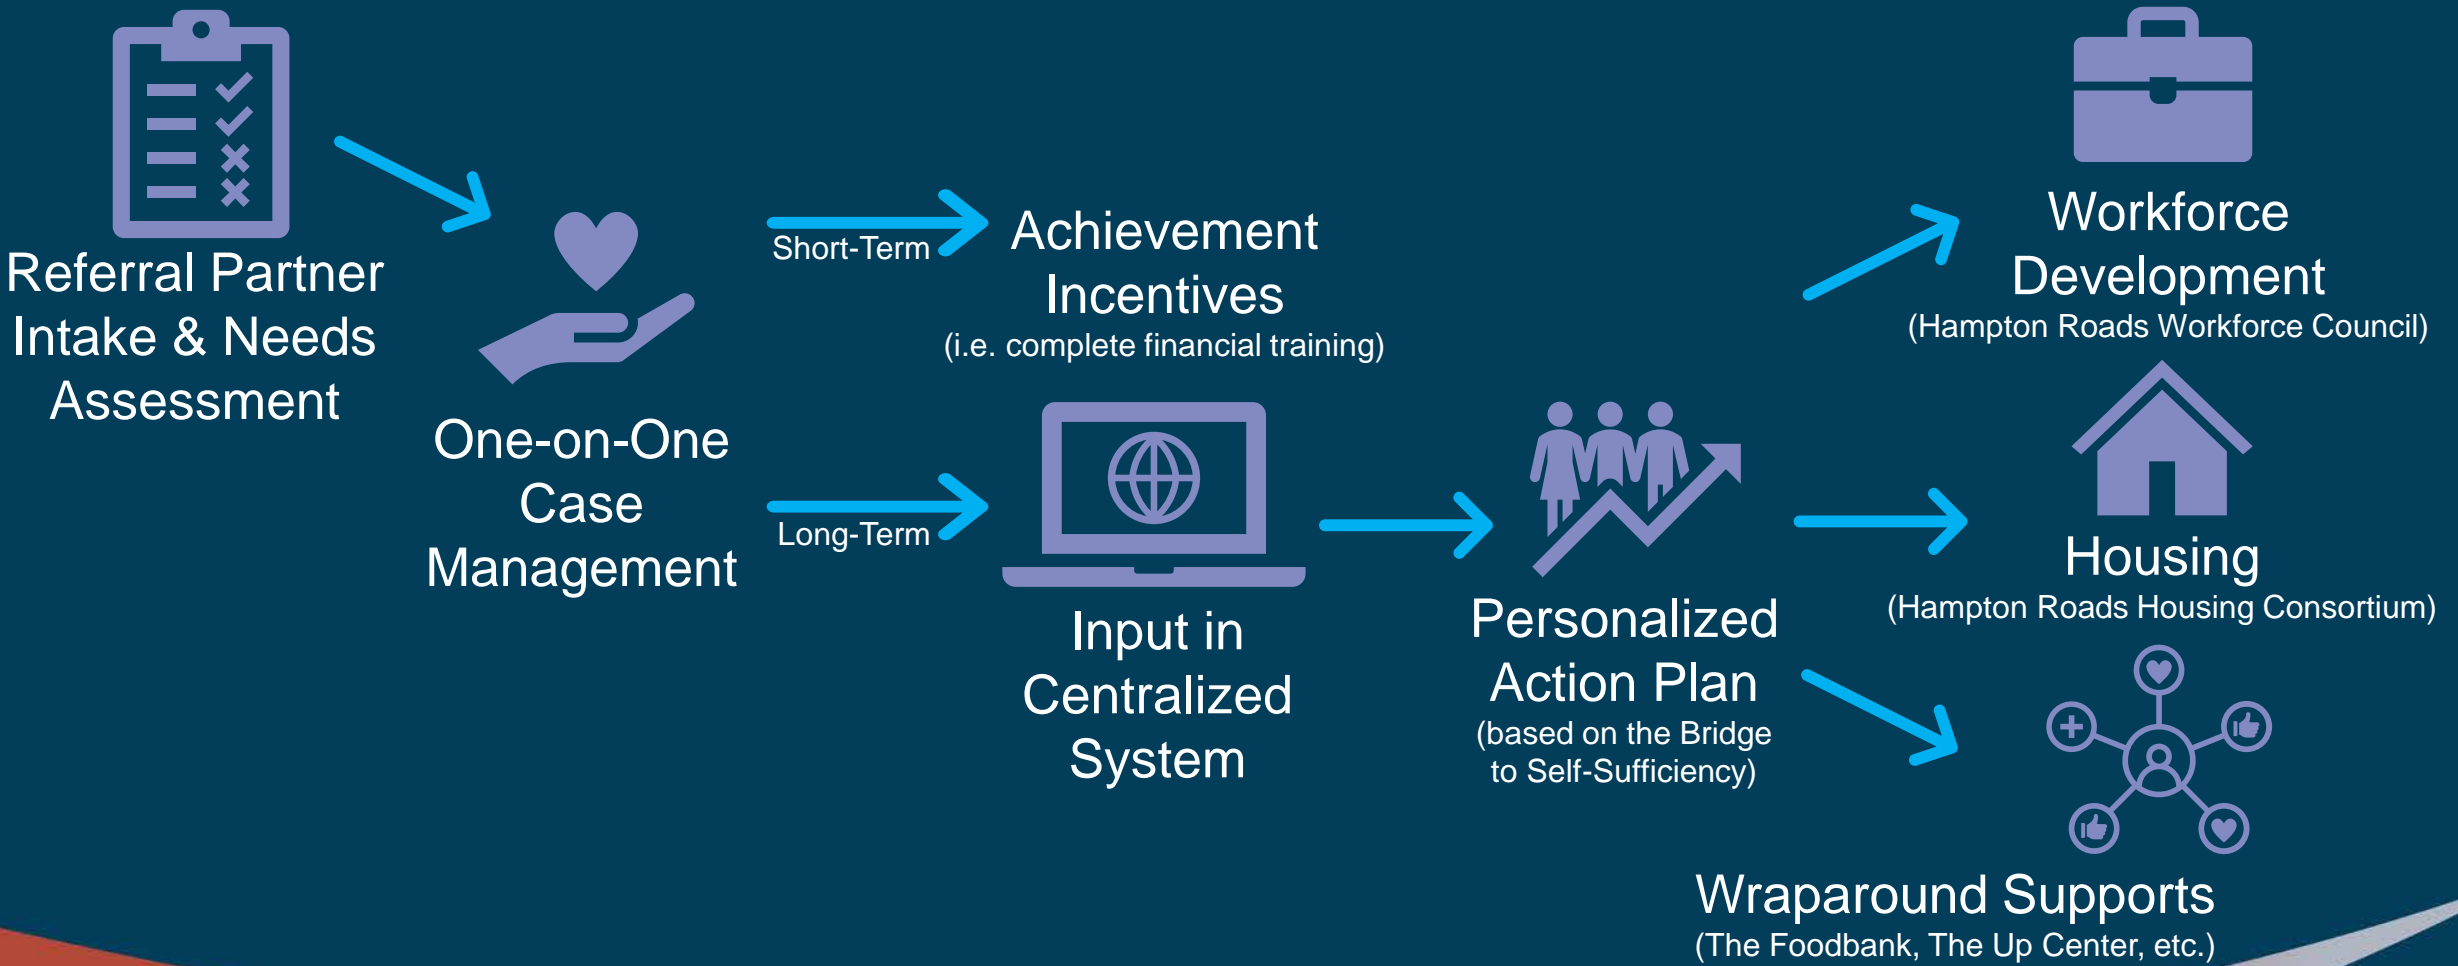 Referral Partner
Intake & Needs
Assessment
One-on-One
Case
Management
Short-Term
Achievement
Incentives
(i.e. complete financial training)
Long-Term
Input in
Centralized
System
Personalized
Action Plan
(based on the Bridge
to Self-Sufficiency)
Workforce
Development
(Hampton Roads Workforce Council)
Housing
(Hampton Roads Housing Consortium)
Wraparound Supports
(The Foodbank, The Up Center, etc.)